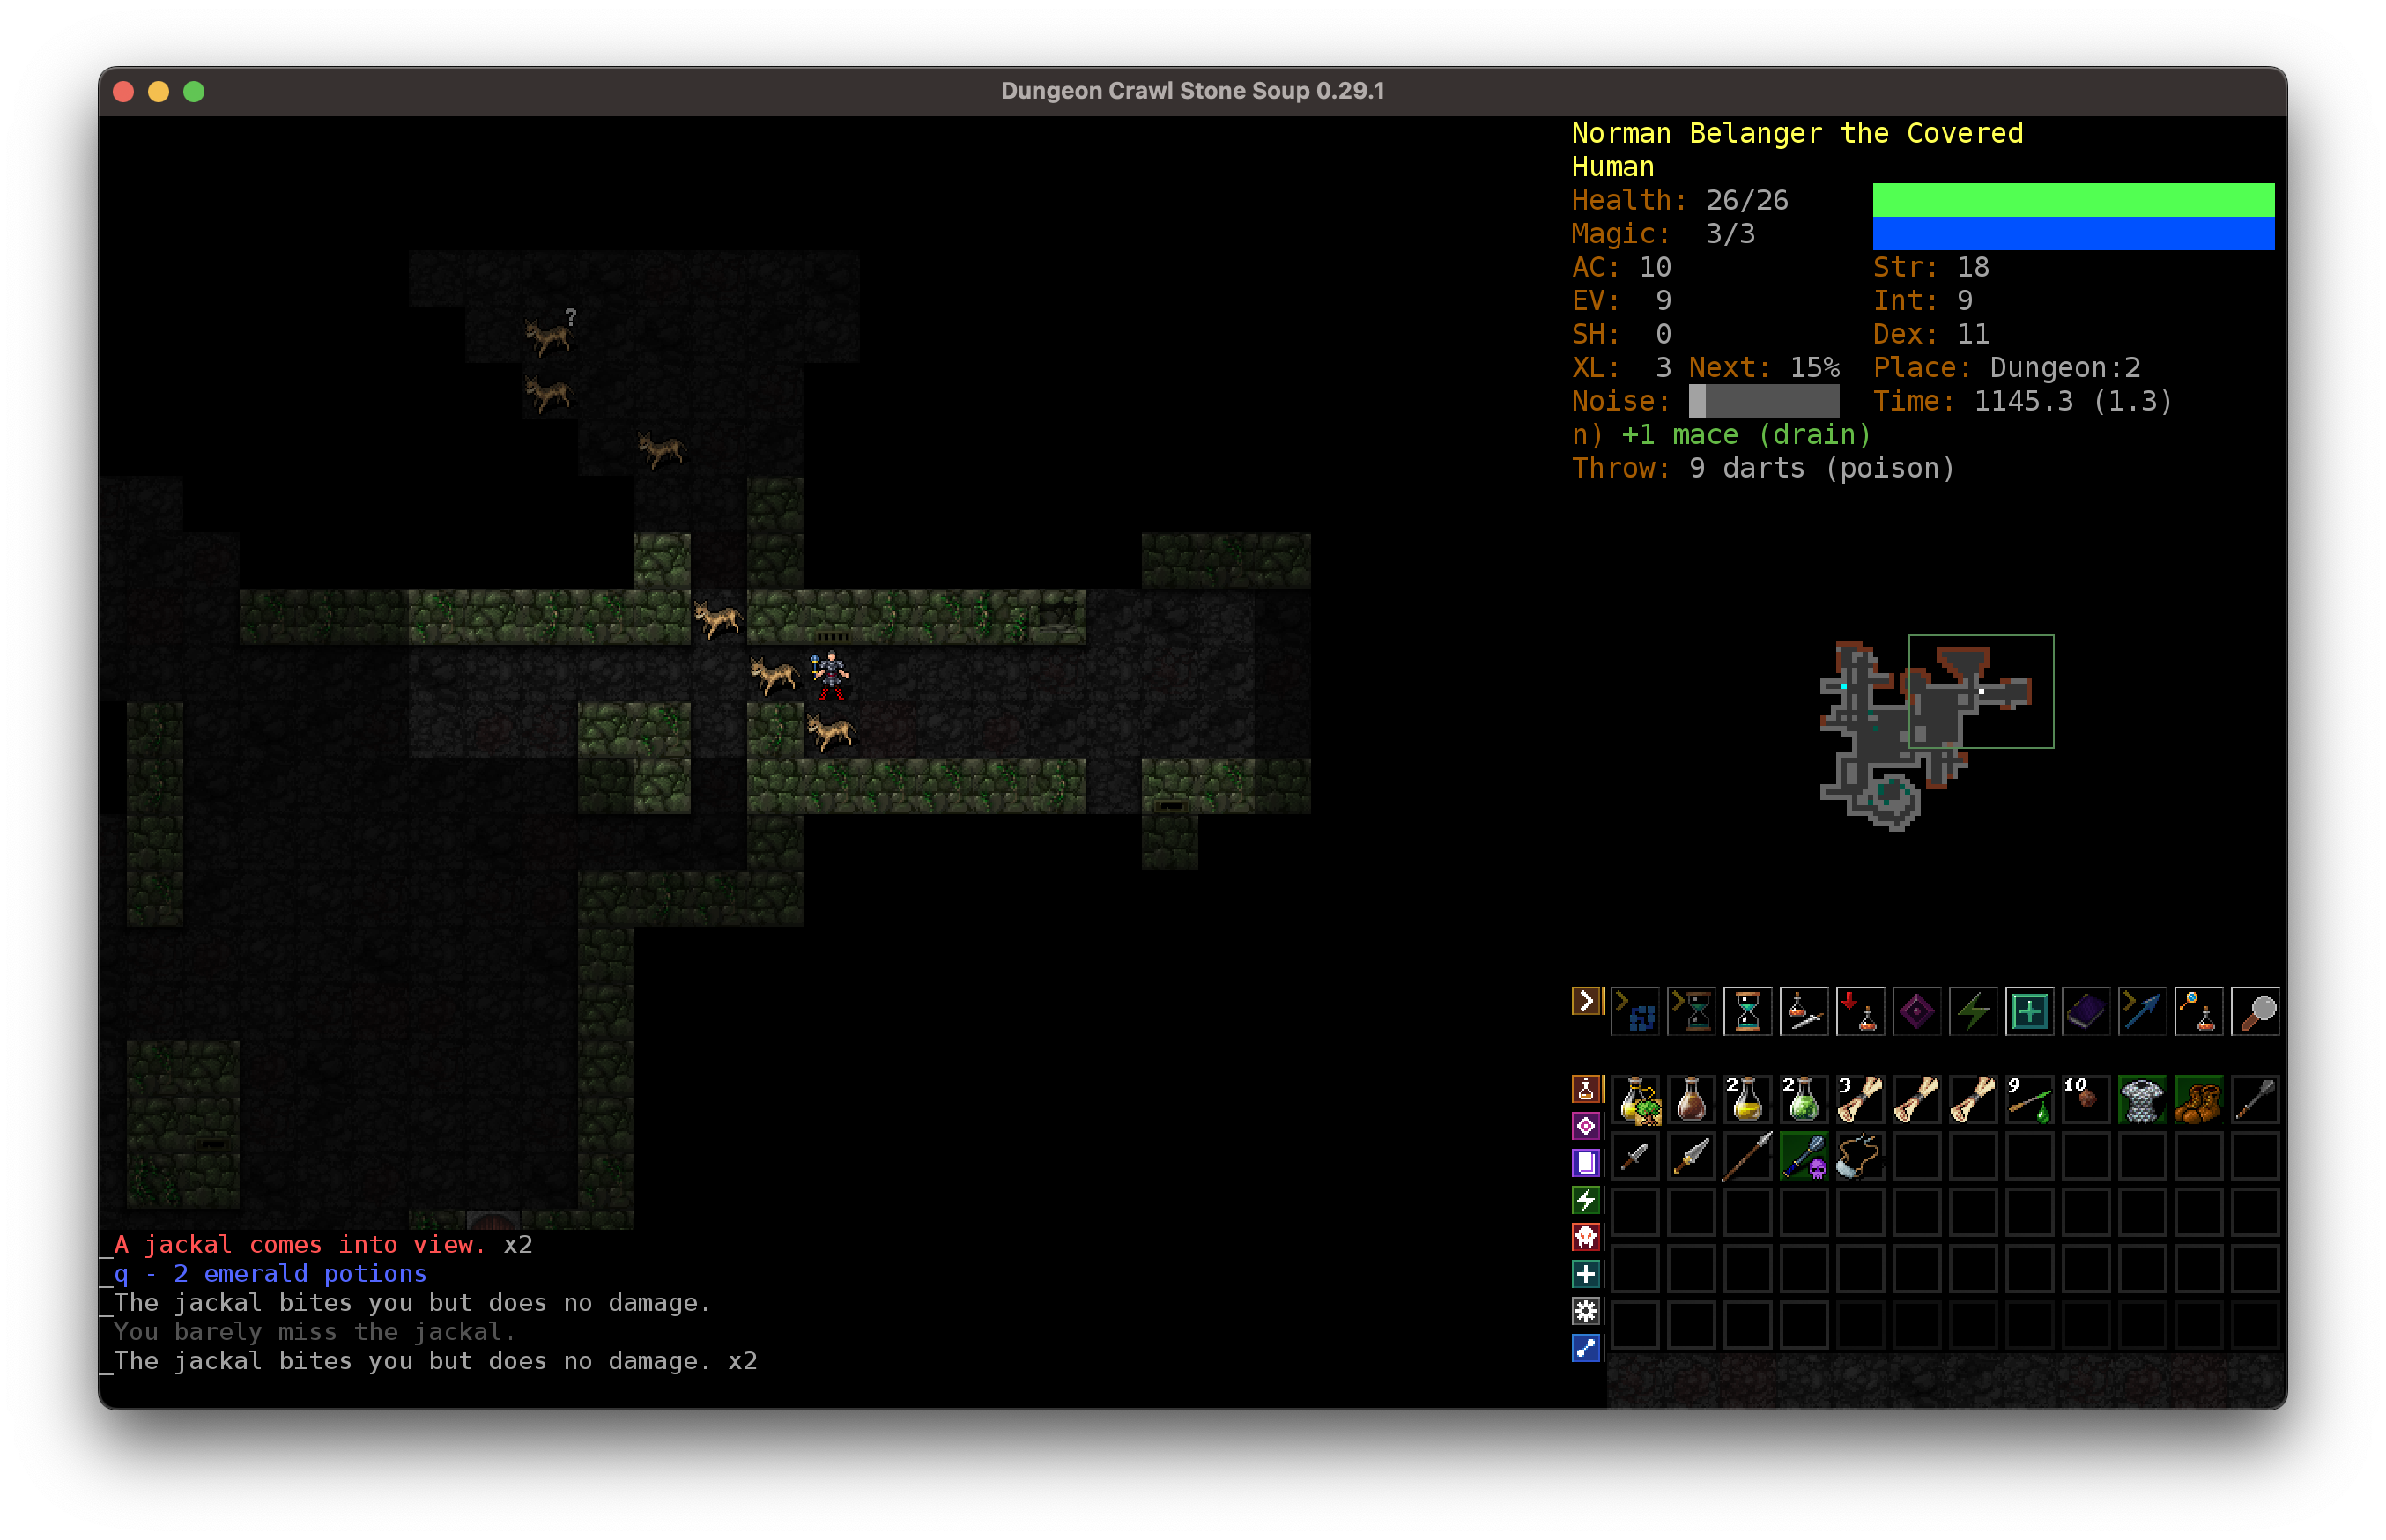 Dungeon Crawl Stone Soup 0.29.1
Norman Belanger the Covered
Human
Health: 26/26
Magic: 3/3
AC: 10 Str: 18
EV: 9 Int: 9
SH: 0 Dex: 11
XL: 3 Next: 15% Place: Dungeon:2
Noise: Time: 1145.3 (1.3)
n) +1 mace (drain)
Throw: 9 darts (poison)
?
2 2 3 9 10
_A jackal comes into view. x2
_q - 2 emerald potions
_The jackal bites you but does no damage.
You barely miss the jackal.
_The jackal bites you but does no damage. x2
_